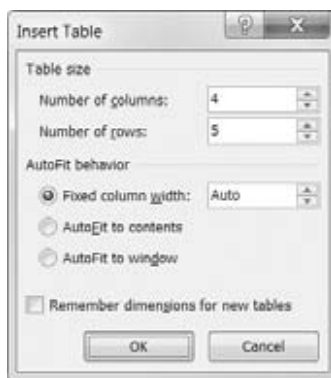 Insert Table
Table size
Number of columns: 4
Number of rows: 5
AutoFit behavior
Fixed column width: Auto
AutoFit to contents
AutoFit to window
Remember dimensions for new tables
OK Cancel